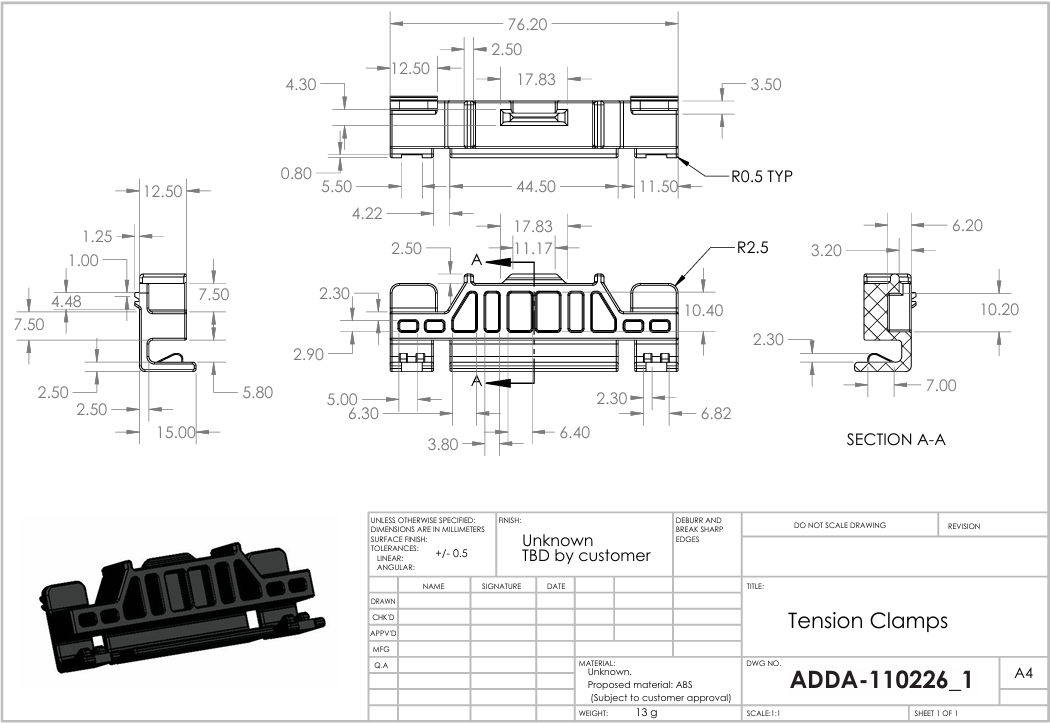 76.20
2.50
12.50
17.83
4.30
3.50
0.80
5.50
44.50
11.50
R0.5 TYP
4.22
12.50
1.25
1.00
4.48
7.50
7.50
2.50
2.50
5.80
15.00
17.83
11.17
2.50
A
R2.5
2.30
10.40
2.90
A
5.00
6.30
3.80
6.40
2.30
6.82
6.20
3.20
10.20
2.30
7.00
SECTION A-A
UNLESS OTHERWISE SPECIFIED:
DIMENSIONS ARE IN MILLIMETERS
SURFACE FINISH:
TOLERANCES:
LINEAR:
+/- 0.5
ANGULAR:
FINISH:
Unknown
TBD by customer
DEBURR AND
BREAK SHARP
EDGES
DO NOT SCALE DRAWING
REVISION
NAME
SIGNATURE
DATE
DRAWN
CHK'D
APPV'D
MFG
Q.A
TITLE:
Tension Clamps
MATERIAL:
Unknown.
Proposed material: ABS
(Subject to customer approval)
WEIGHT: 13 g
DWG NO.
ADDA-110226_1
A4
SCALE:1:1
SHEET 1 OF 1